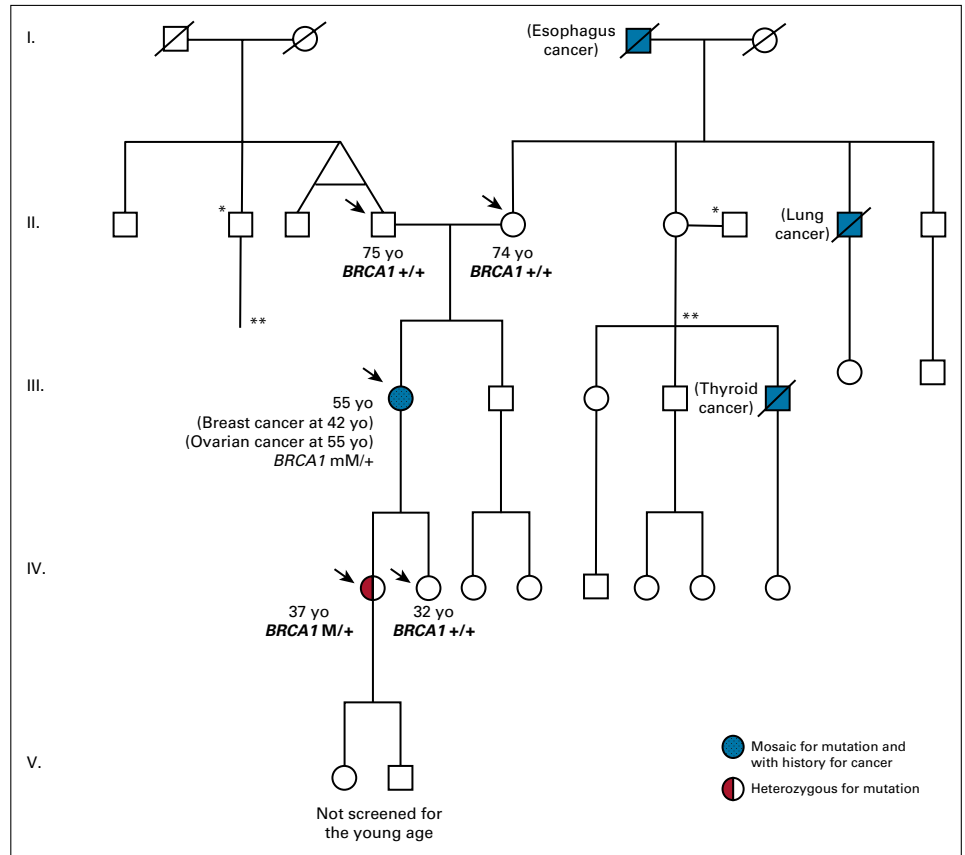 I.
(Esophagus
cancer)
II.
*
*
(Lung
cancer)
75 yo
BRCA1 +/+
74 yo
BRCA1 +/+
**
**
III.
55 yo
(Breast cancer at 42 yo)
(Ovarian cancer at 55 yo)
BRCA1 mM/+
(Thyroid
cancer)
IV.
37 yo
BRCA1 M/+
32 yo
BRCA1 +/+
V.
Not screened for
the young age
Mosaic for mutation and
with history for cancer
Heterozygous for mutation